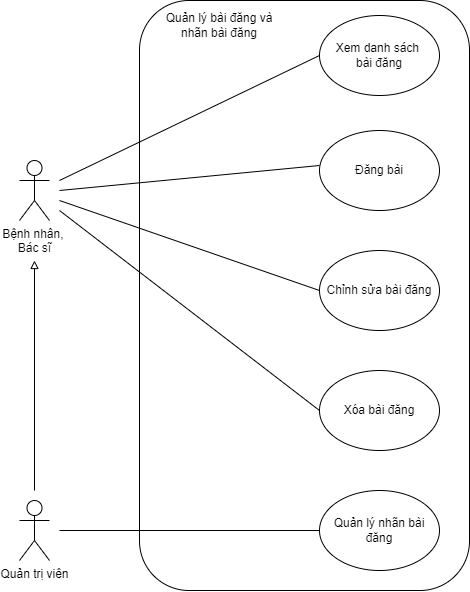 Quản lý bài đăng và
nhãn bài đăng
Xem danh sách
bài đăng
Đăng bài
Bệnh nhân,
Bác sĩ
Chỉnh sửa bài đăng
Xóa bài đăng
Quản lý nhãn bài
đăng
Quản trị viên